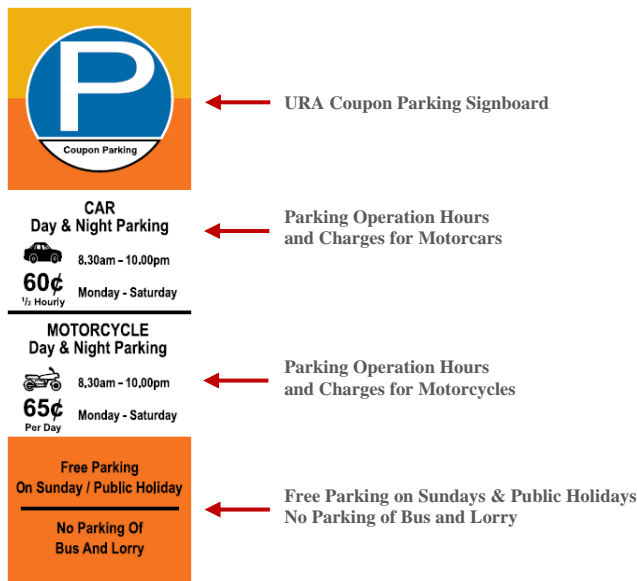 P
Coupon Parking
URA Coupon Parking Signboard
CAR
Day & Night Parking
8.30am – 10.00pm
60¢
½ Hourly
Monday - Saturday
Parking Operation Hours
and Charges for Motorcars
MOTORCYCLE
Day & Night Parking
8.30am – 10.00pm
65¢
Per Day
Monday - Saturday
Parking Operation Hours
and Charges for Motorcycles
Free Parking
On Sunday / Public Holiday
No Parking Of
Bus And Lorry
Free Parking on Sundays & Public Holidays
No Parking of Bus and Lorry